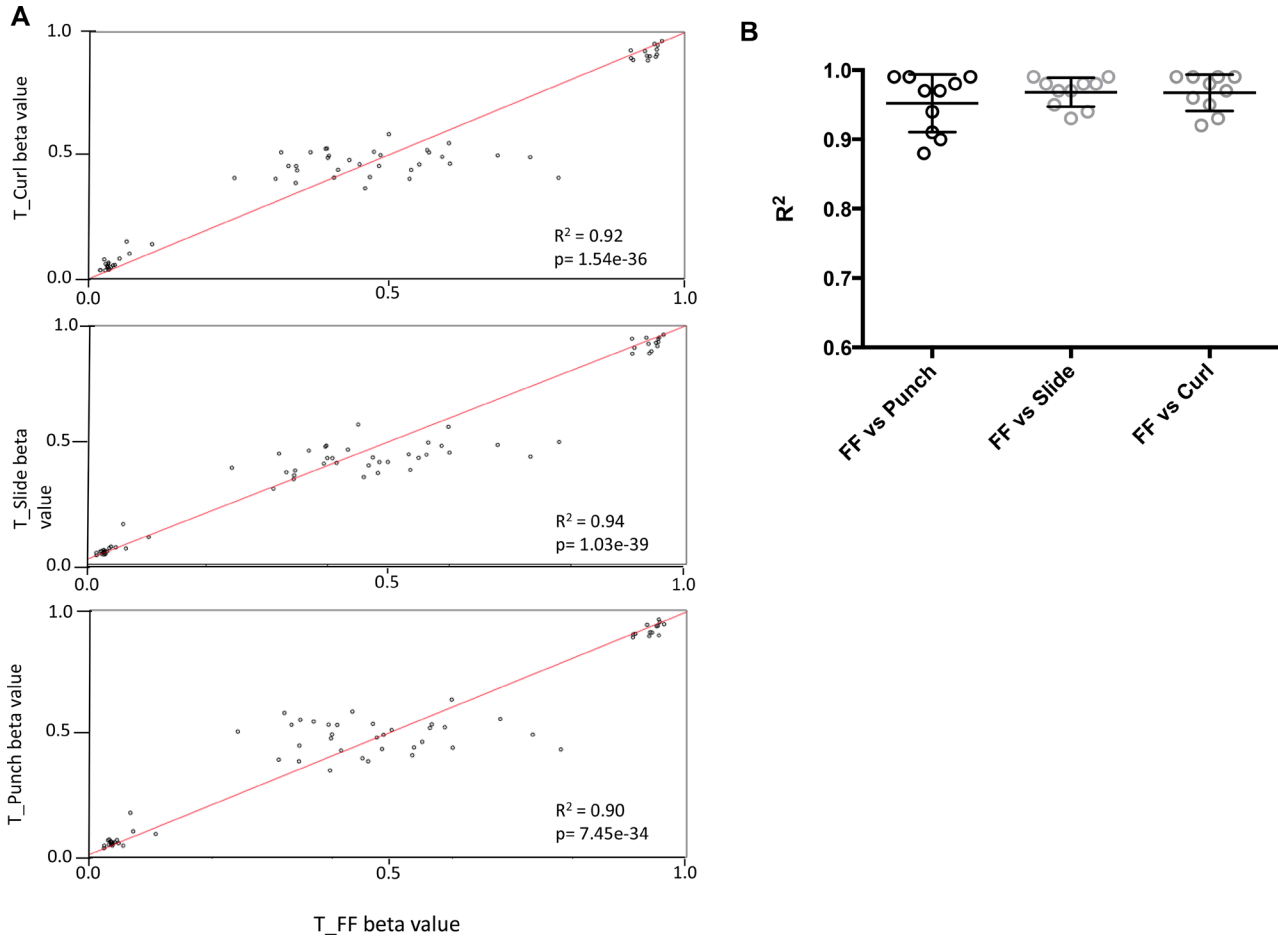 A
1.0
T_Curl beta value
0.5
R² = 0.92
p= 1.54e-36
0.0
0.0
0.5
1.0
1.0
T_Slide beta
value
0.5
R² = 0.94
p= 1.03e-39
0.0
0.0
0.5
1.0
1.0
T_Punch beta value
0.5
R² = 0.90
p= 7.45e-34
0.0
0.0
0.5
1.0
T_FF beta value
B
1.0
0.9
0.8
0.7
0.6
R²
FF vs Punch
FF vs Slide
FF vs Curl